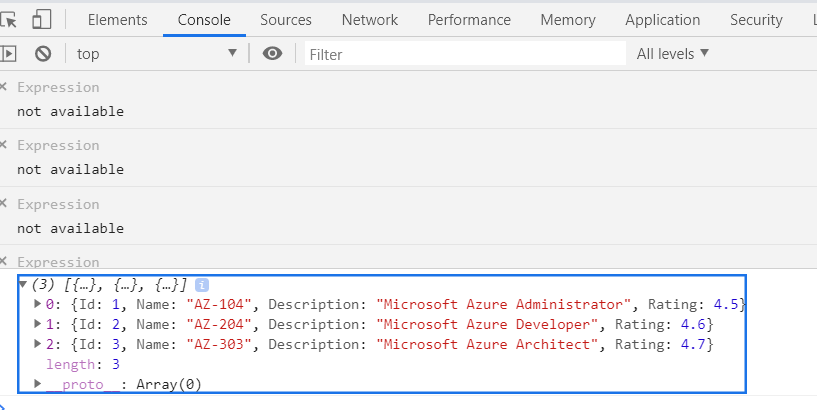 Elements Console Sources Network Performance Memory Application Security
top Filter All levels
Expression
not available
Expression
not available
Expression
not available
Expression
(3) [{…}, {…}, {…}] i
0: {Id: 1, Name: "AZ-104", Description: "Microsoft Azure Administrator", Rating: 4.5}
1: {Id: 2, Name: "AZ-204", Description: "Microsoft Azure Developer", Rating: 4.6}
2: {Id: 3, Name: "AZ-303", Description: "Microsoft Azure Architect", Rating: 4.7}
length: 3
__proto__: Array(0)